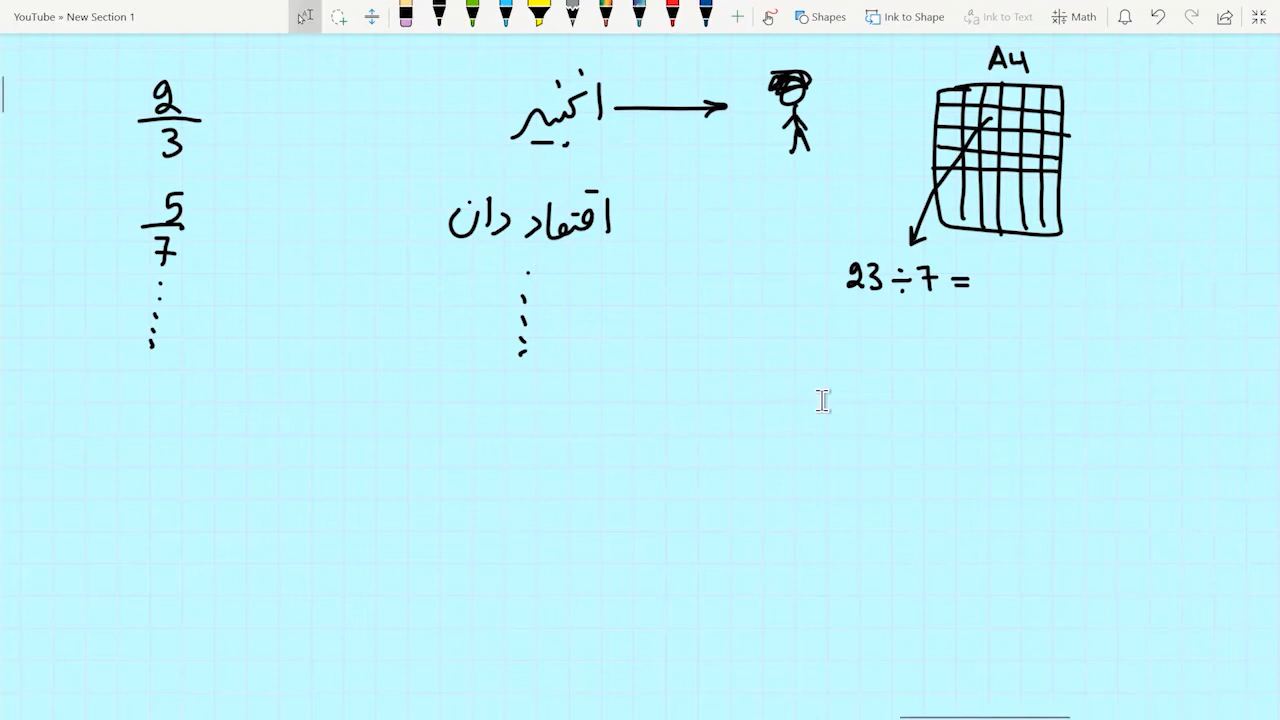 YouTube » New Section 1
Shapes
Ink to Shape
Ink to Text
Math
2
3
5
7
اقتصاد دان
A4
23÷7=